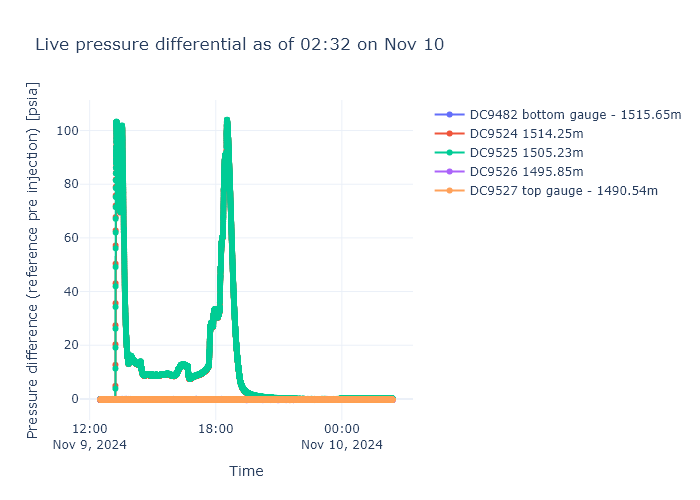 Live pressure differential as of 02:32 on Nov 10
Pressure difference (reference pre injection) [psia]
100
80
60
40
20
0
12:00
Nov 9, 2024
18:00
00:00
Nov 10, 2024
Time
DC9482 bottom gauge - 1515.65m
DC9524 1514.25m
DC9525 1505.23m
DC9526 1495.85m
DC9527 top gauge - 1490.54m